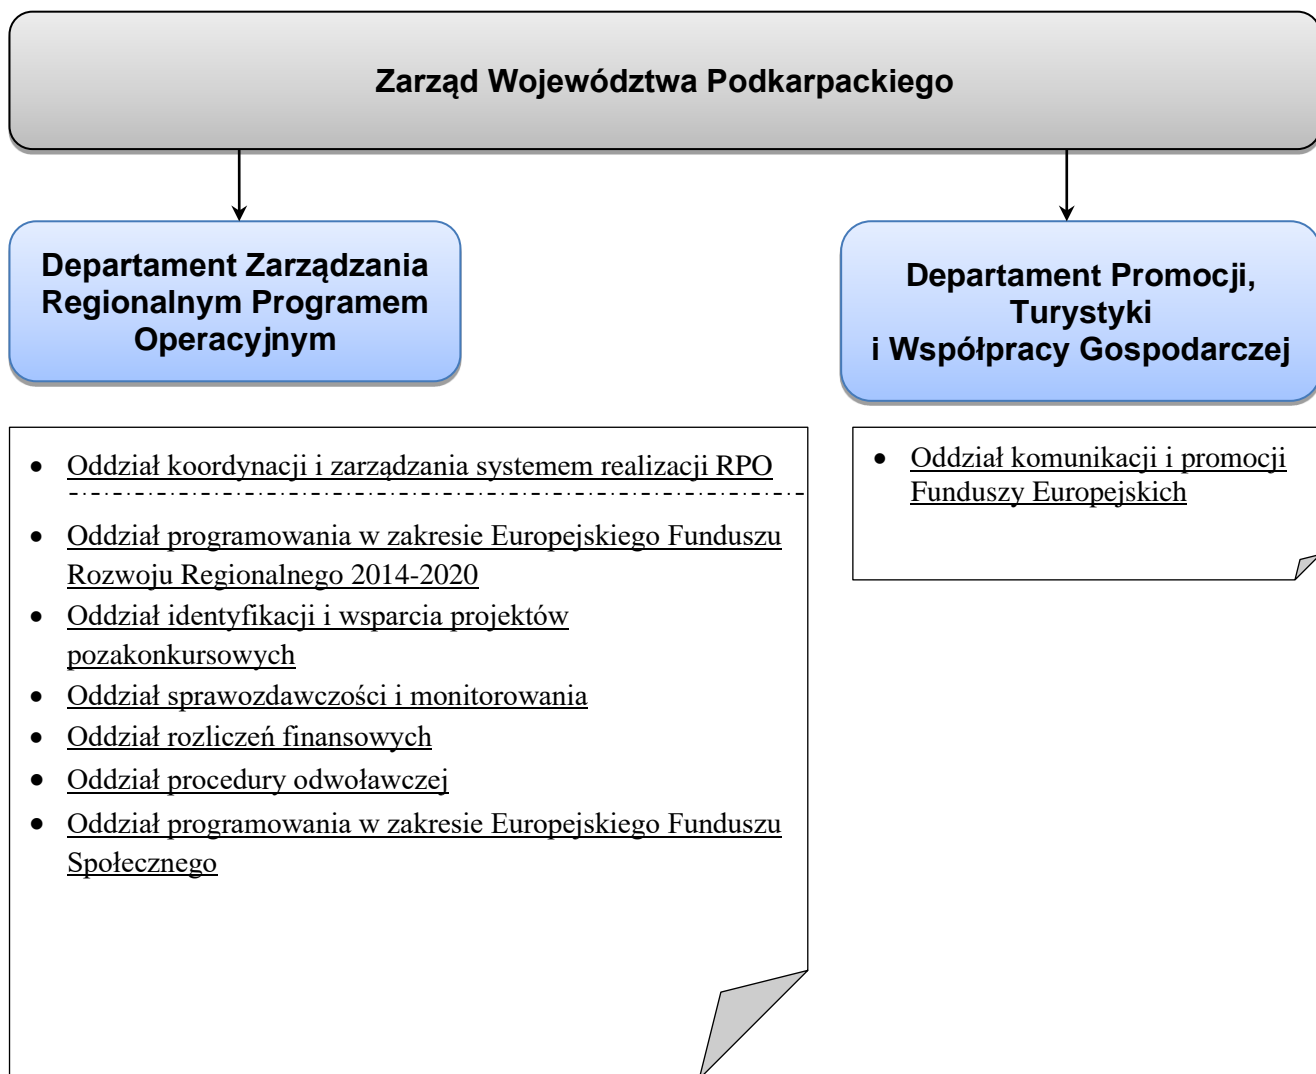 Zarząd Województwa Podkarpackiego
Departament Zarządzania
Regionalnym Programem
Operacyjnym
Departament Promocji,
Turystyki
i Współpracy Gospodarczej
• Oddział koordynacji i zarządzania systemem realizacji RPO
• Oddział programowania w zakresie Europejskiego Funduszu
Rozwoju Regionalnego 2014-2020
• Oddział identyfikacji i wsparcia projektów
pozakonkursowych
• Oddział sprawozdawczości i monitorowania
• Oddział rozliczeń finansowych
• Oddział procedury odwoławczej
• Oddział programowania w zakresie Europejskiego Funduszu
Społecznego
• Oddział komunikacji i promocji
Funduszy Europejskich